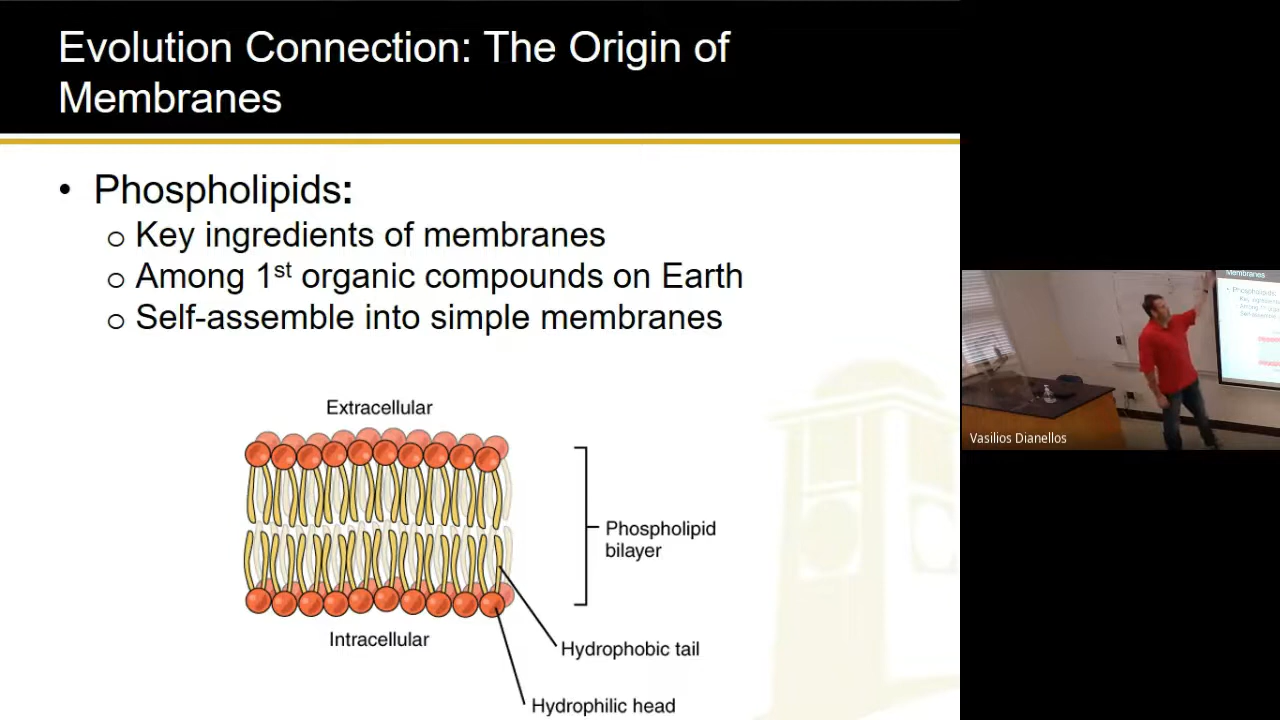 Evolution Connection: The Origin of
Membranes
• Phospholipids:
o Key ingredients of membranes
o Among 1st organic compounds on Earth
o Self-assemble into simple membranes
Extracellular
Phospholipid
bilayer
Intracellular
Hydrophobic tail
Hydrophilic head
Membranes
Vasilios Dianellos